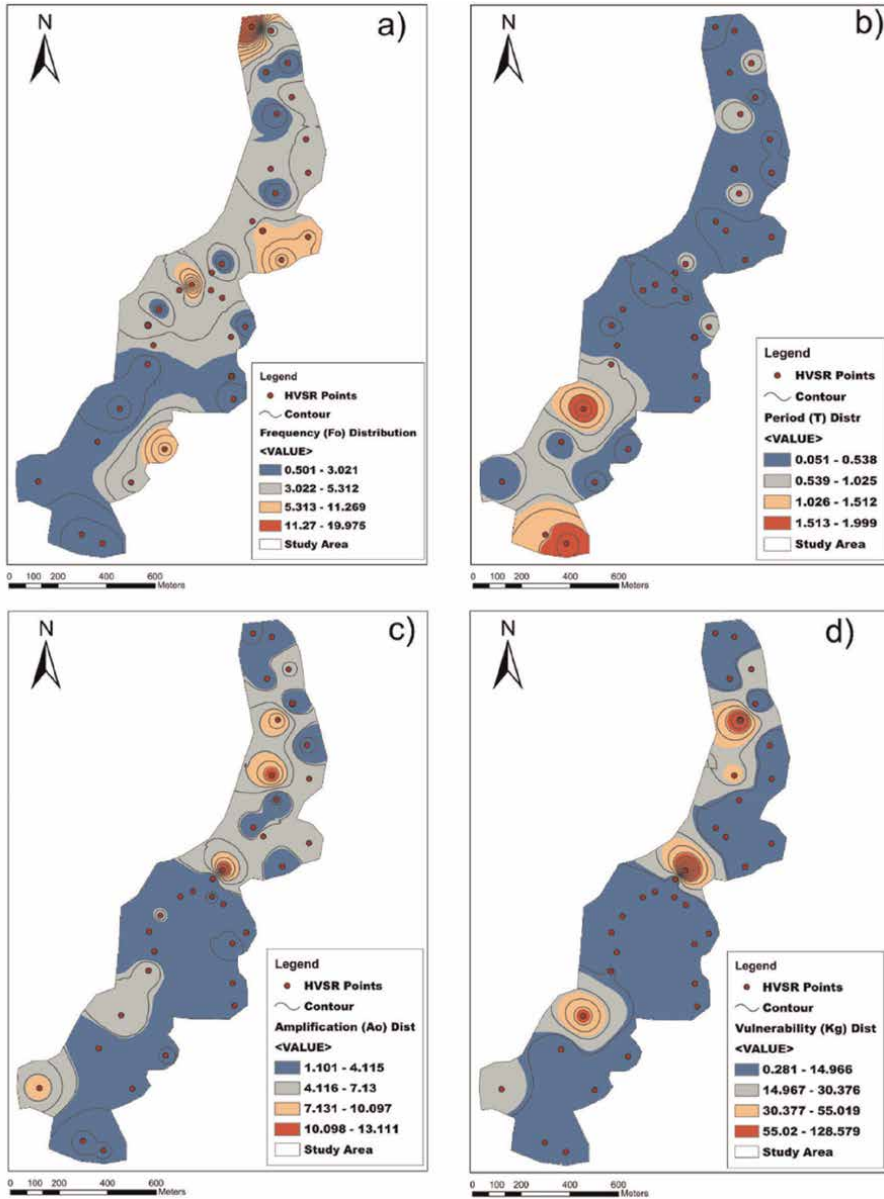 N
a)
Legend
HVSR Points
Contour
Frequency (Fo) Distribution
<VALUE>
0.501 - 3.021
3.022 - 5.312
5.313 - 11.269
11.27 - 19.975
Study Area
0 100 200 400 600
Meters
N
b)
Legend
HVSR Points
Contour
Period (T) Distr
<VALUE>
0.051 - 0.538
0.539 - 1.025
1.026 - 1.512
1.513 - 1.999
Study Area
0 100 200 400 600
Meters
N
c)
Legend
HVSR Points
Contour
Amplification (Ao) Dist
<VALUE>
1.101 - 4.115
4.116 - 7.13
7.131 - 10.097
10.098 - 13.111
Study Area
0 100 200 400 600
Meters
N
d)
Legend
HVSR Points
Contour
Vulnerability (Kg) Dist
<VALUE>
0.281 - 14.966
14.967 - 30.376
30.377 - 55.019
55.02 - 128.579
Study Area
0 100 200 400 600
Meters